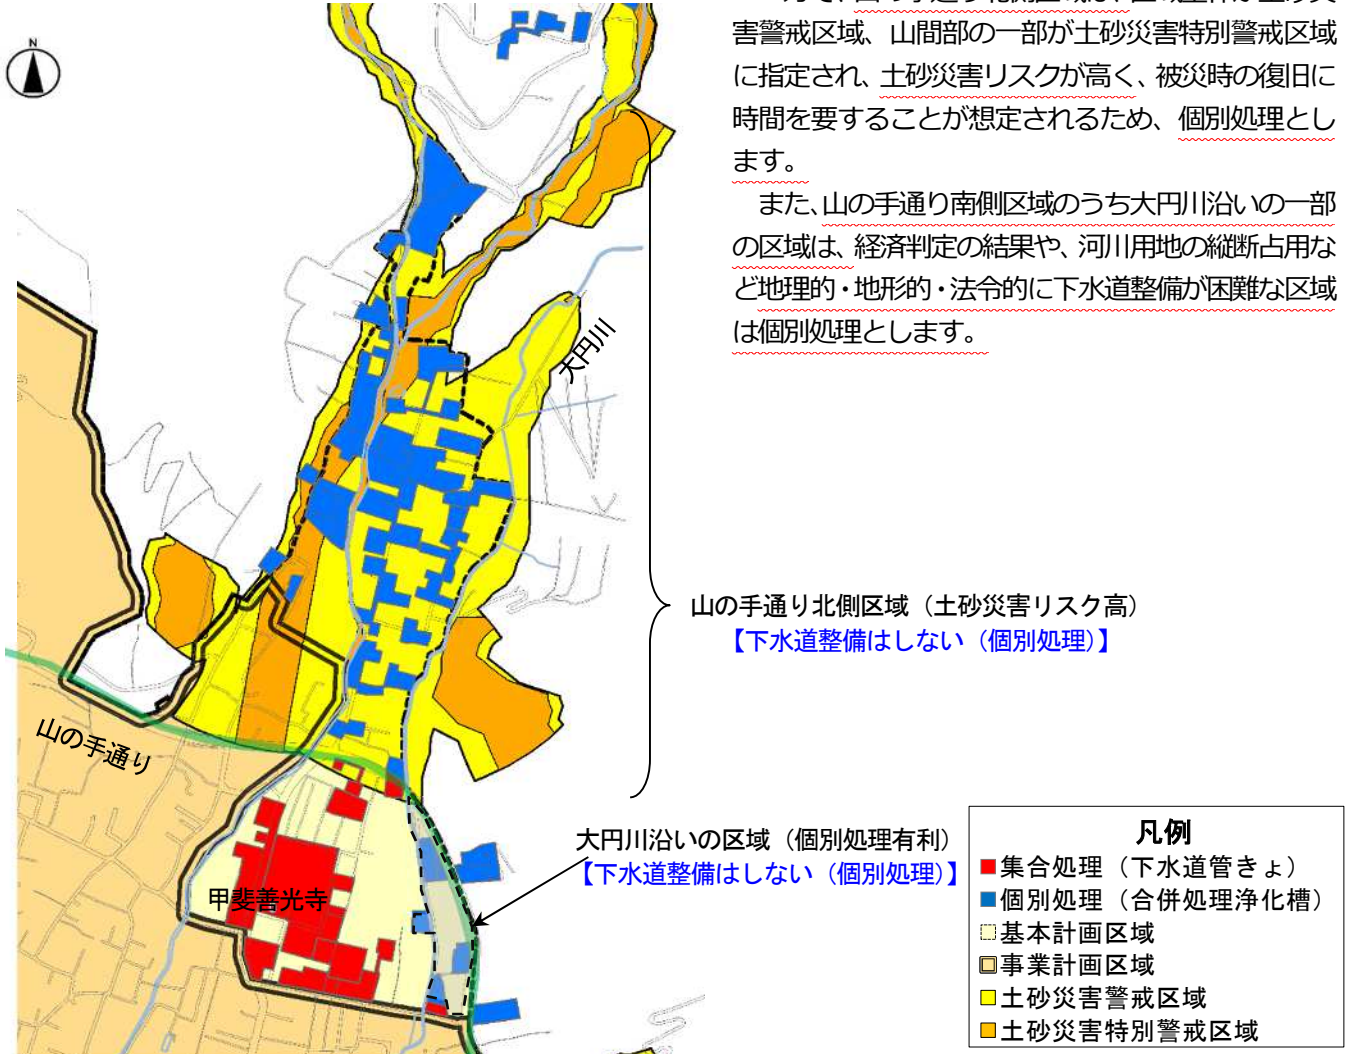 害警戒区域、山間部の一部が土砂災害特別警戒区域
に指定され、土砂災害リスクが高く、被災時の復旧に
時間を要することが想定されるため、個別処理とし
ます。
また、山の手通り南側区域のうち大円川沿いの一部
の区域は、経済判定の結果や、河川用地の縦断占用な
ど地理的・地形的・法令的に下水道整備が困難な区域
は個別処理とします。
N
大円川
山の手通り北側区域（土砂災害リスク高）
【下水道整備はしない（個別処理）】
山の手通り
大円川沿いの区域（個別処理有利）
【下水道整備はしない（個別処理）】
甲斐善光寺
凡例
集合処理（下水道管きょ）
個別処理（合併処理浄化槽）
基本計画区域
事業計画区域
土砂災害警戒区域
土砂災害特別警戒区域